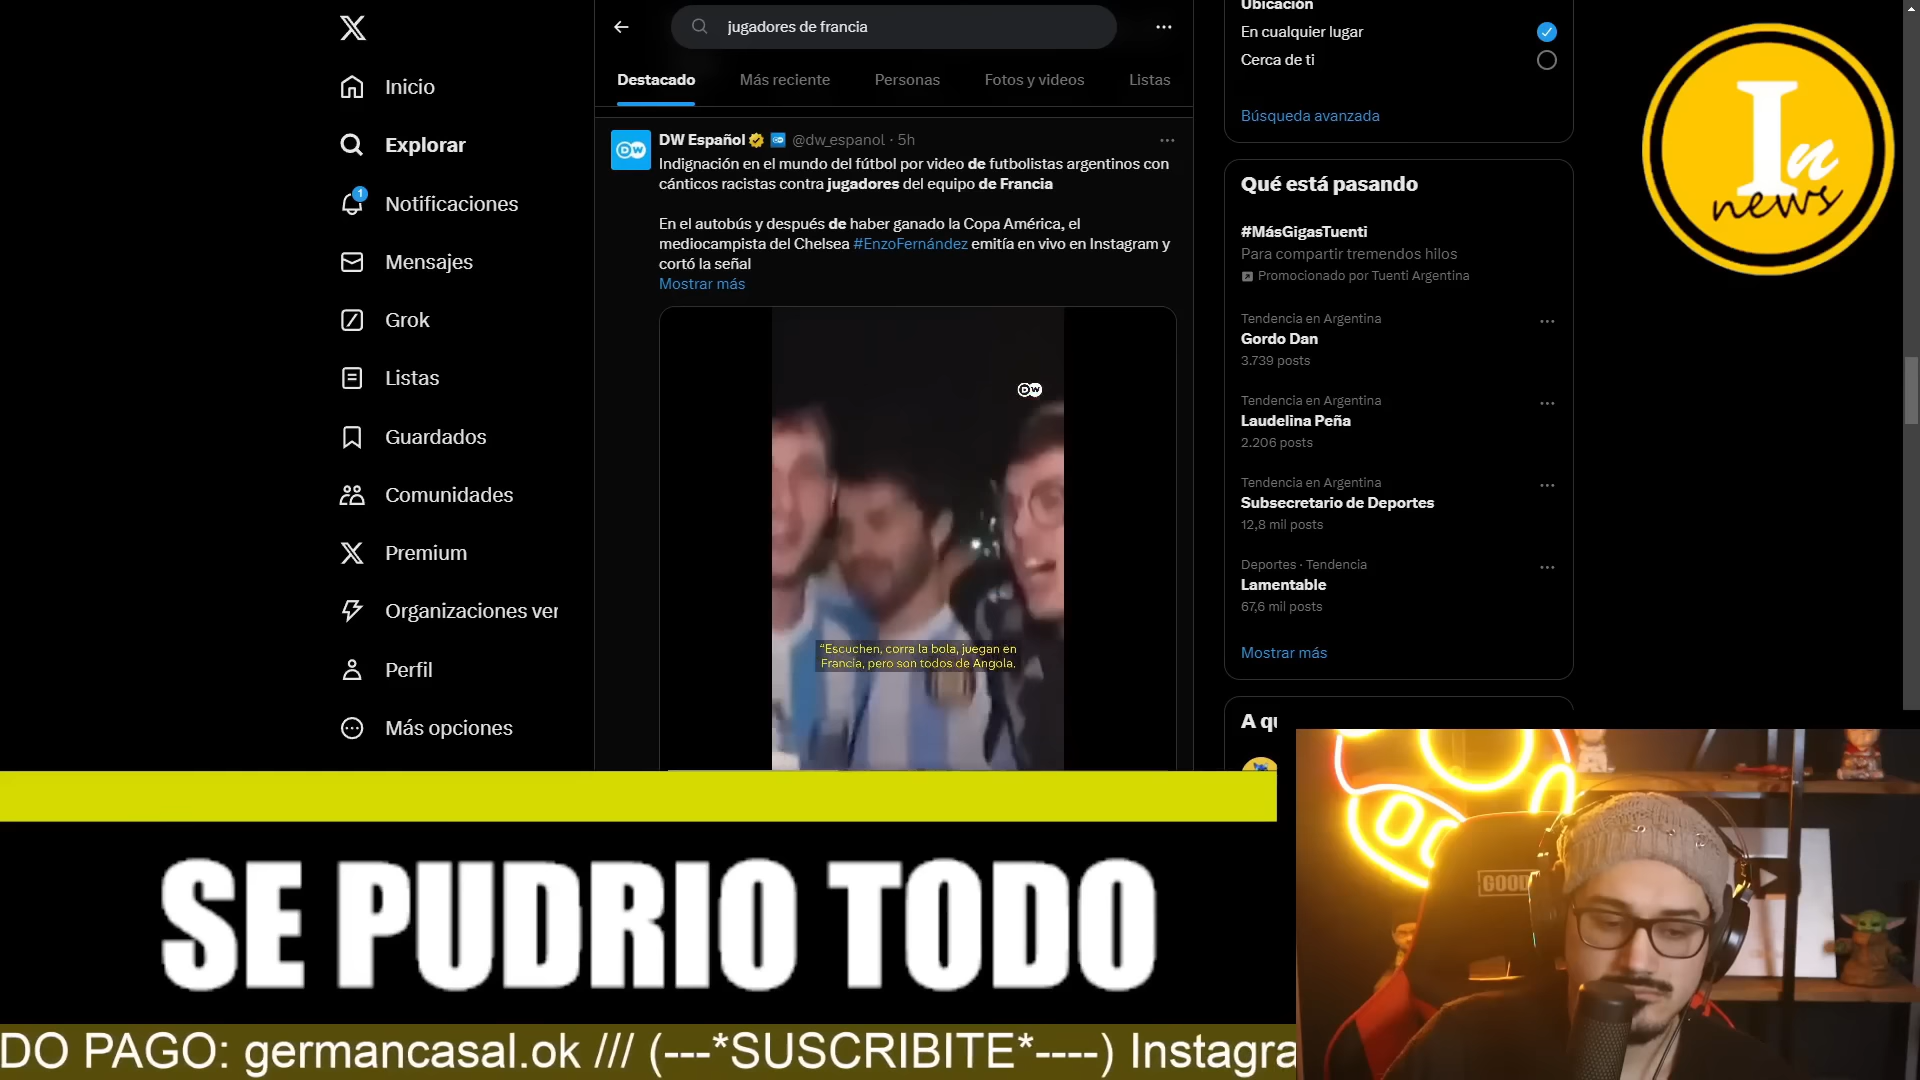 Inicio
Explorar
1
Notificaciones
Mensajes
Grok
Listas
Guardados
Comunidades
Premium
Organizaciones ver
Perfil
Más opciones
jugadores de francia
Destacado
Más reciente
Personas
Fotos y videos
Listas
DW
DW Español @dw_espanol · 5h
Indignación en el mundo del fútbol por video de futbolistas argentinos con
cánticos racistas contra jugadores del equipo de Francia
En el autobús y después de haber ganado la Copa América, el
mediocampista del Chelsea #EnzoFernández emitía en vivo en Instagram y
cortó la señal
Mostrar más
DW
"Escuchen, corra la bola, juegan en
Francia, pero son todos de Angola.
Ubicación
En cualquier lugar
Cerca de ti
Búsqueda avanzada
Qué está pasando
#MásGigasTuenti
Para compartir tremendos hilos
Promocionado por Tuenti Argentina
Tendencia en Argentina
Gordo Dan
3.739 posts
Tendencia en Argentina
Laudelina Peña
2.206 posts
Tendencia en Argentina
Subsecretario de Deportes
12,8 mil posts
Deportes · Tendencia
Lamentable
67,6 mil posts
Mostrar más
A qu
In
news
GOOD
SE PUDRIO TODO
DO PAGO: germancasal.ok /// (---*SUSCRIBITE*----) Instagra